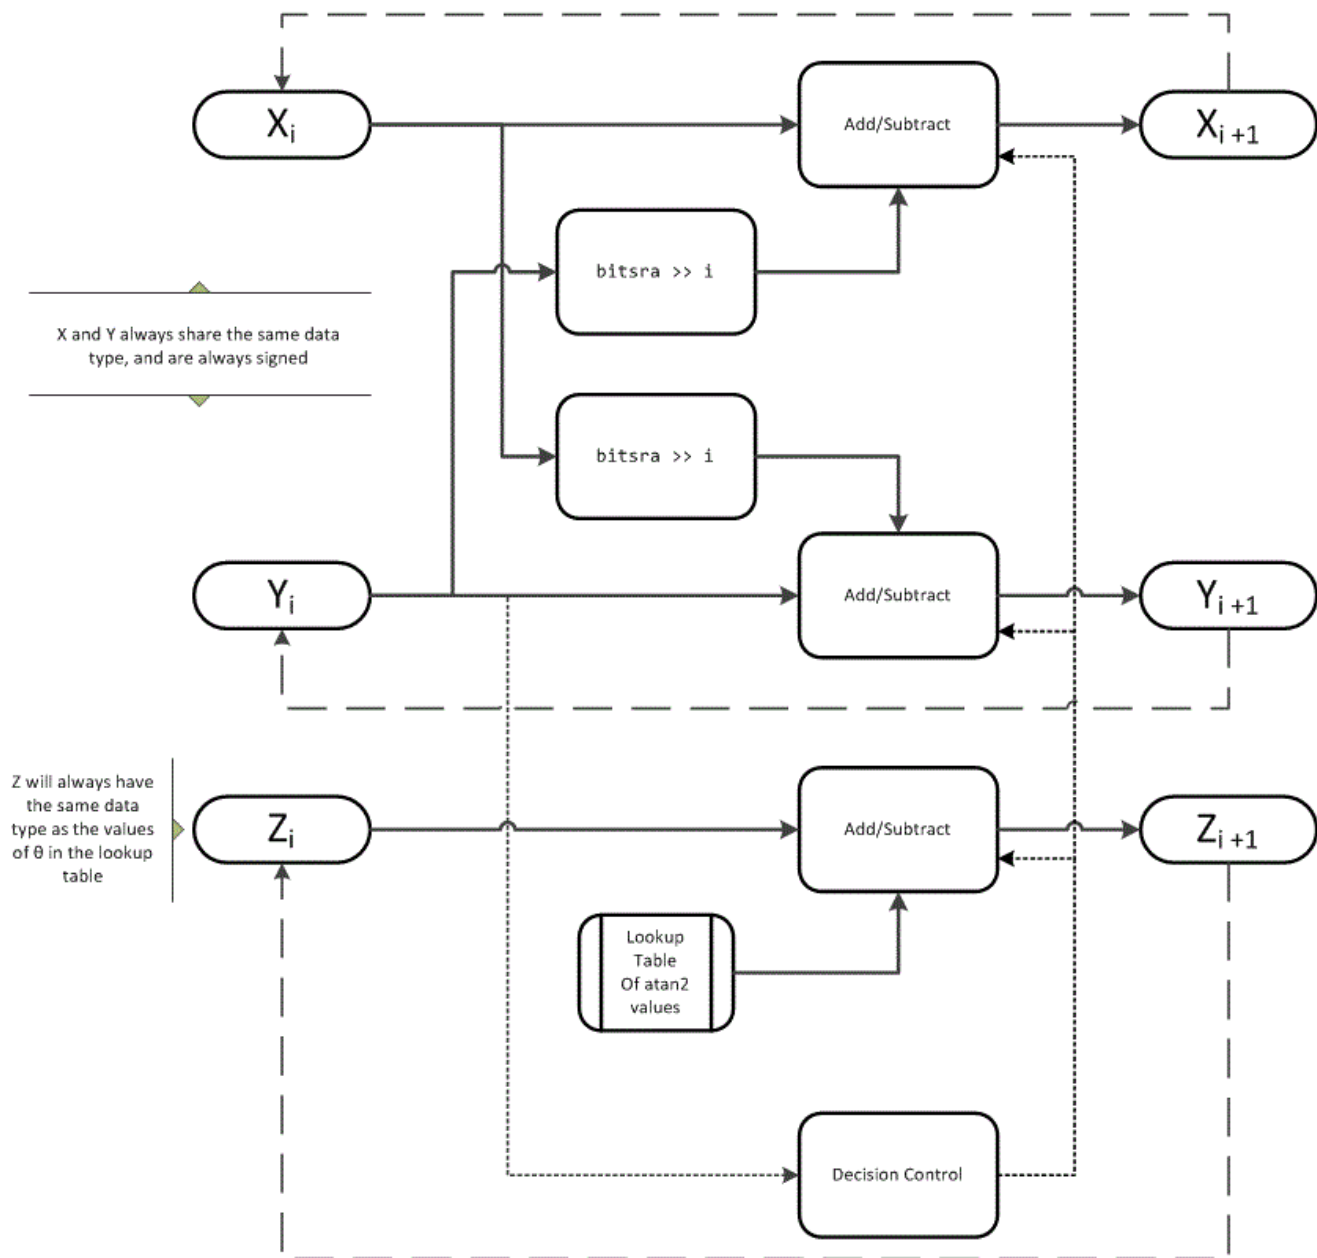 Xi
Add/Subtract
Xi +1
bitsra >> i
X and Y always share the same data
type, and are always signed
bitsra >> i
Yi
Add/Subtract
Yi +1
Z will always have
the same data
type as the values
of θ in the lookup
table
Zi
Add/Subtract
Zi +1
Lookup
Table
Of atan2
values
Decision Control